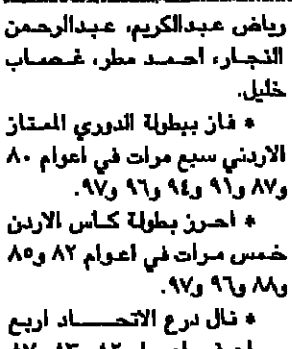 رياض عبدالكريم، عبدالرحمن
النجار، احمد مطر، غصاب
خليل.
* فاز ببطولة الدوري الممتاز
الاردني سبع مرات في اعوام ٨٠
و٨٧ و٩١ و٩٤ و٩٦ و٩٧.
* احرز بطولة كأس الاردن
خمس مرات في اعوام ٨٢ و٨٥
و٨٨ و٩٦ و٩٧.
* نال درع الاتحاد اربع